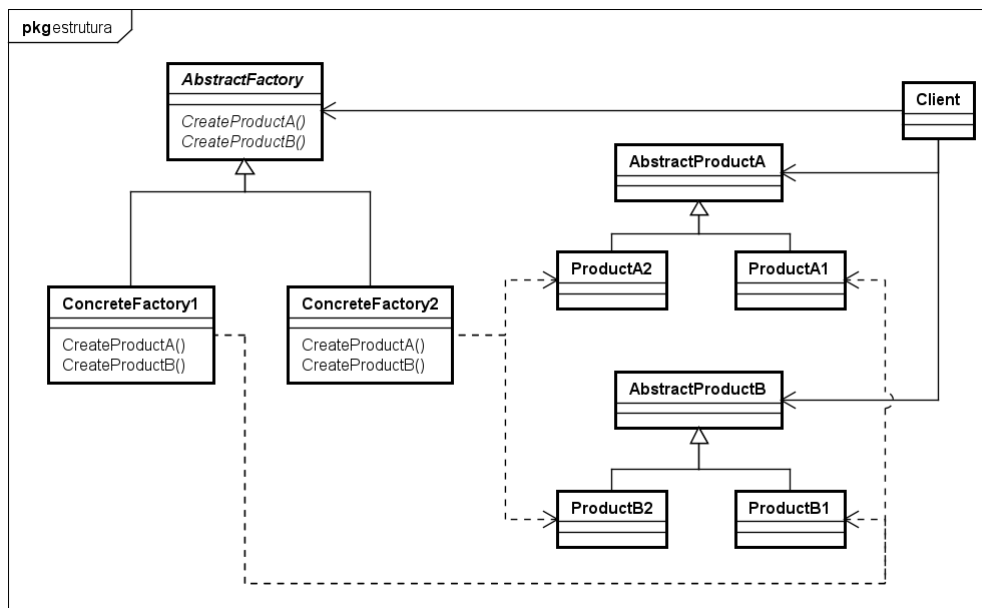 pkg estrutura
AbstractFactory
CreateProductA()
CreateProductB()
Client
AbstractProductA
ProductA2
ProductA1
ConcreteFactory1
CreateProductA()
CreateProductB()
ConcreteFactory2
CreateProductA()
CreateProductB()
AbstractProductB
ProductB2
ProductB1